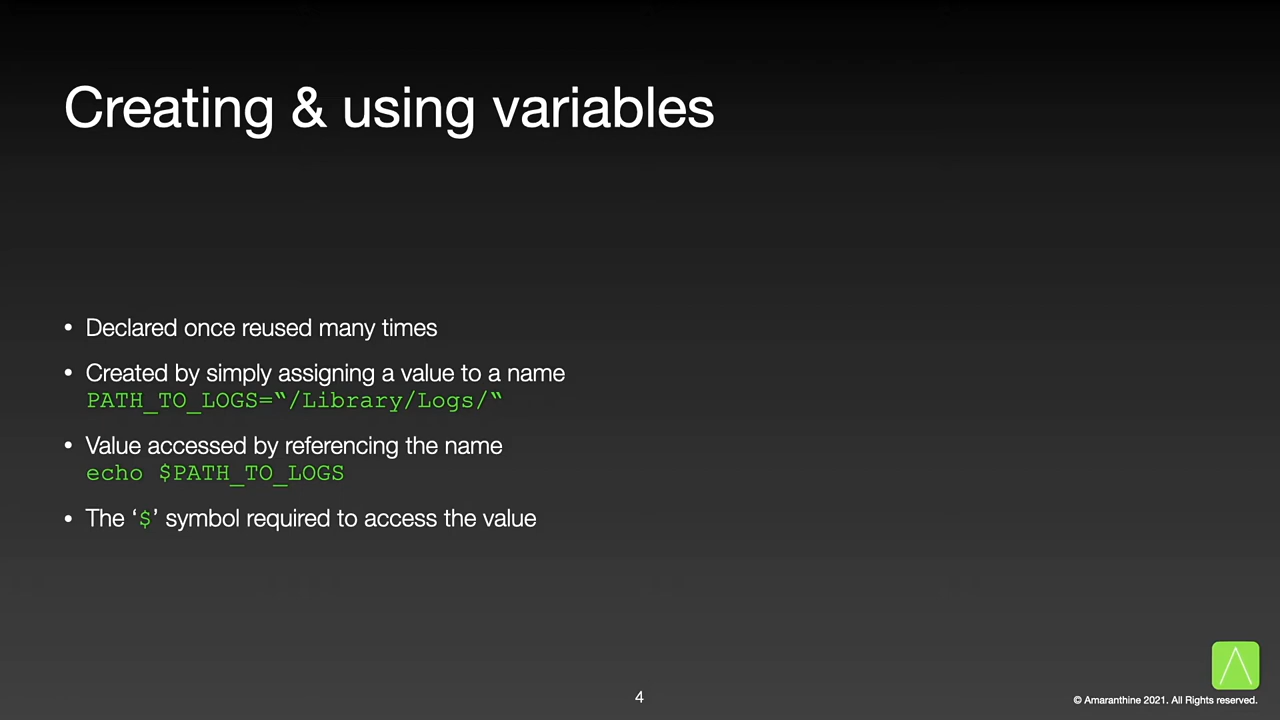 Creating & using variables
• Declared once reused many times
• Created by simply assigning a value to a name
PATH_TO_LOGS=“/Library/Logs/“
• Value accessed by referencing the name
echo $PATH_TO_LOGS
• The ‘$’ symbol required to access the value
4
© Amaranthine 2021. All Rights reserved.